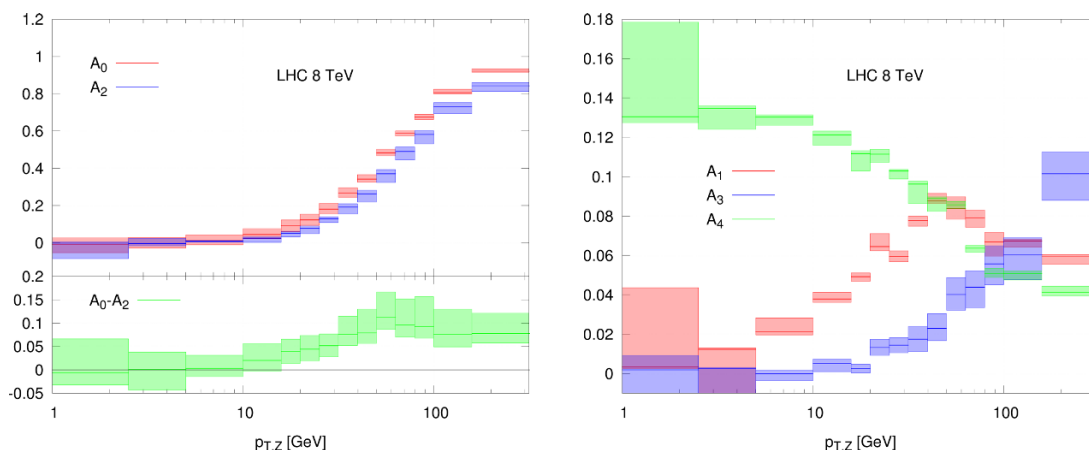 1.2
1
0.8
0.6
0.4
0.2
0
A₀
A₂
LHC 8 TeV
0.2
0.15
0.1
0.05
0
-0.05
A₀-A₂
1 10 100
pT,Z [GeV]
0.18
0.16
0.14
0.12
0.1
0.08
0.06
0.04
0.02
0
LHC 8 TeV
A₁
A₃
A₄
1 10 100
pT,Z [GeV]